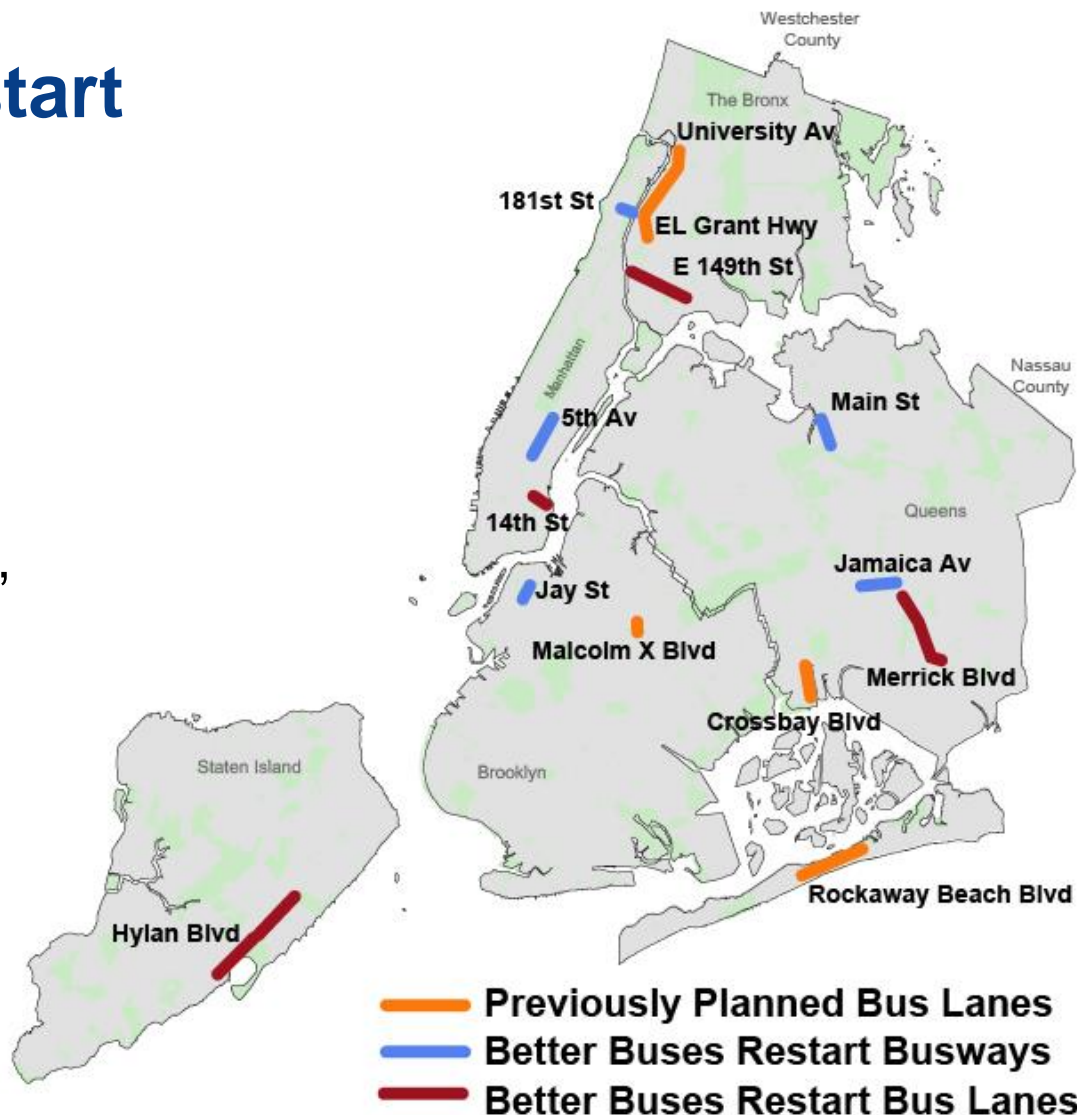 start
,
Westchester
County
The Bronx
University Av
181st St
EL Grant Hwy
E 149th St
Manhattan
Nassau
County
Main St
5th Av
14th St
Queens
Jamaica Av
Jay St
Malcolm X Blvd
Merrick Blvd
Crossbay Blvd
Staten Island
Brooklyn
Rockaway Beach Blvd
Hylan Blvd
Previously Planned Bus Lanes
Better Buses Restart Busways
Better Buses Restart Bus Lanes